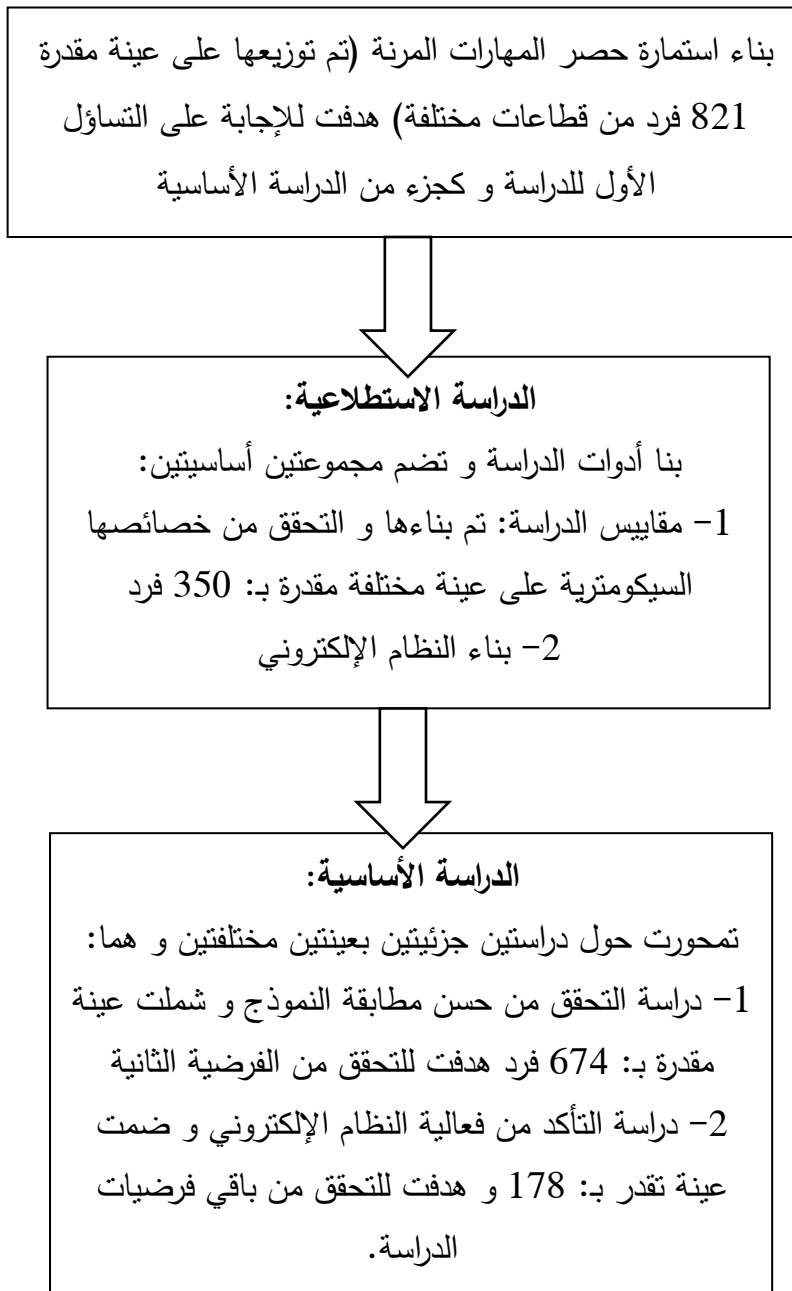 بناء استمارة حصر المهارات المرنة (تم توزيعها على عينة مقدرة
821 فرد من قطاعات مختلفة) هدفت للإجابة على التساؤل
الأول للدراسة و كجزء من الدراسة الأساسية
الدراسة الاستطلاعية:
بنا أدوات الدراسة و تضم مجموعتين أساسيتين:
1- مقاييس الدراسة: تم بناءها و التحقق من خصائصها
السيكومترية على عينة مختلفة مقدرة بـ: 350 فرد
2- بناء النظام الإلكتروني
الدراسة الأساسية:
تمحورت حول دراستين جزئيتين بعينتين مختلفتين و هما:
1- دراسة التحقق من حسن مطابقة النموذج و شملت عينة
مقدرة بـ: 674 فرد هدفت للتحقق من الفرضية الثانية
2- دراسة التأكد من فعالية النظام الإلكتروني و ضمت
عينة تقدر بـ: 178 و هدفت للتحقق من باقي فرضيات
الدراسة.